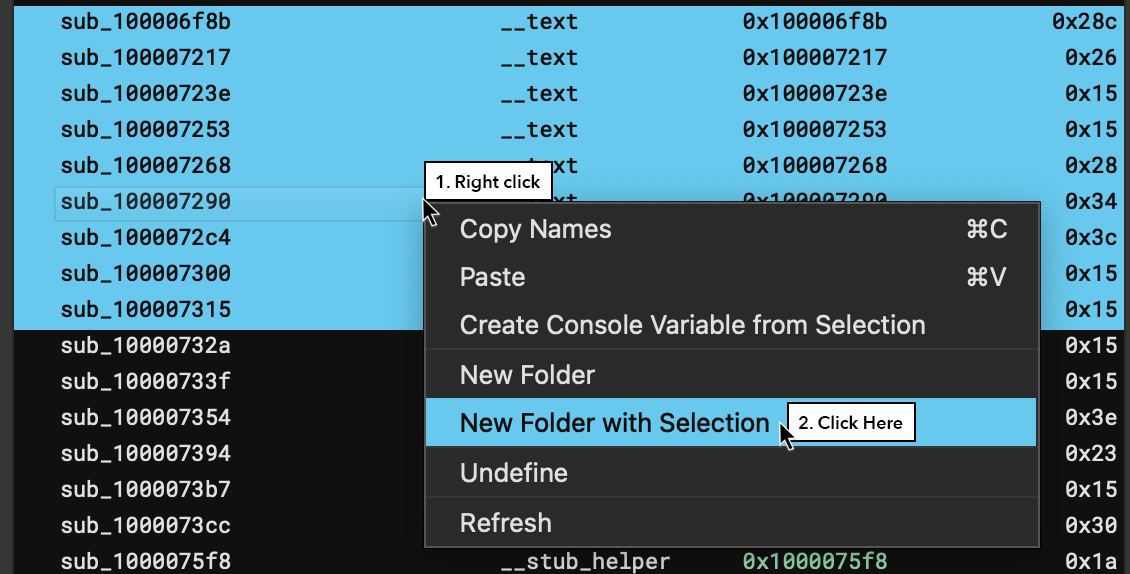 sub_100006f8b __text 0x100006f8b 0x28c
sub_100007217 __text 0x100007217 0x26
sub_10000723e __text 0x10000723e 0x15
sub_100007253 __text 0x100007253 0x15
sub_100007268 xt 0x100007268 0x28
1. Right click
sub_100007290 xt 0x100007290 0x34
sub_1000072c4 0x3c
Copy Names ⌘C
sub_100007300 0x15
Paste ⌘V
sub_100007315 0x15
Create Console Variable from Selection
sub_10000732a 0x15
sub_10000733f 0x15
New Folder
sub_100007354 0x3e
New Folder with Selection
2. Click Here
sub_100007394 0x23
Undefine
sub_1000073b7 0x15
sub_1000073cc 0x30
Refresh
sub_1000075f8 __stub_helper 0x1000075f8 0x1a